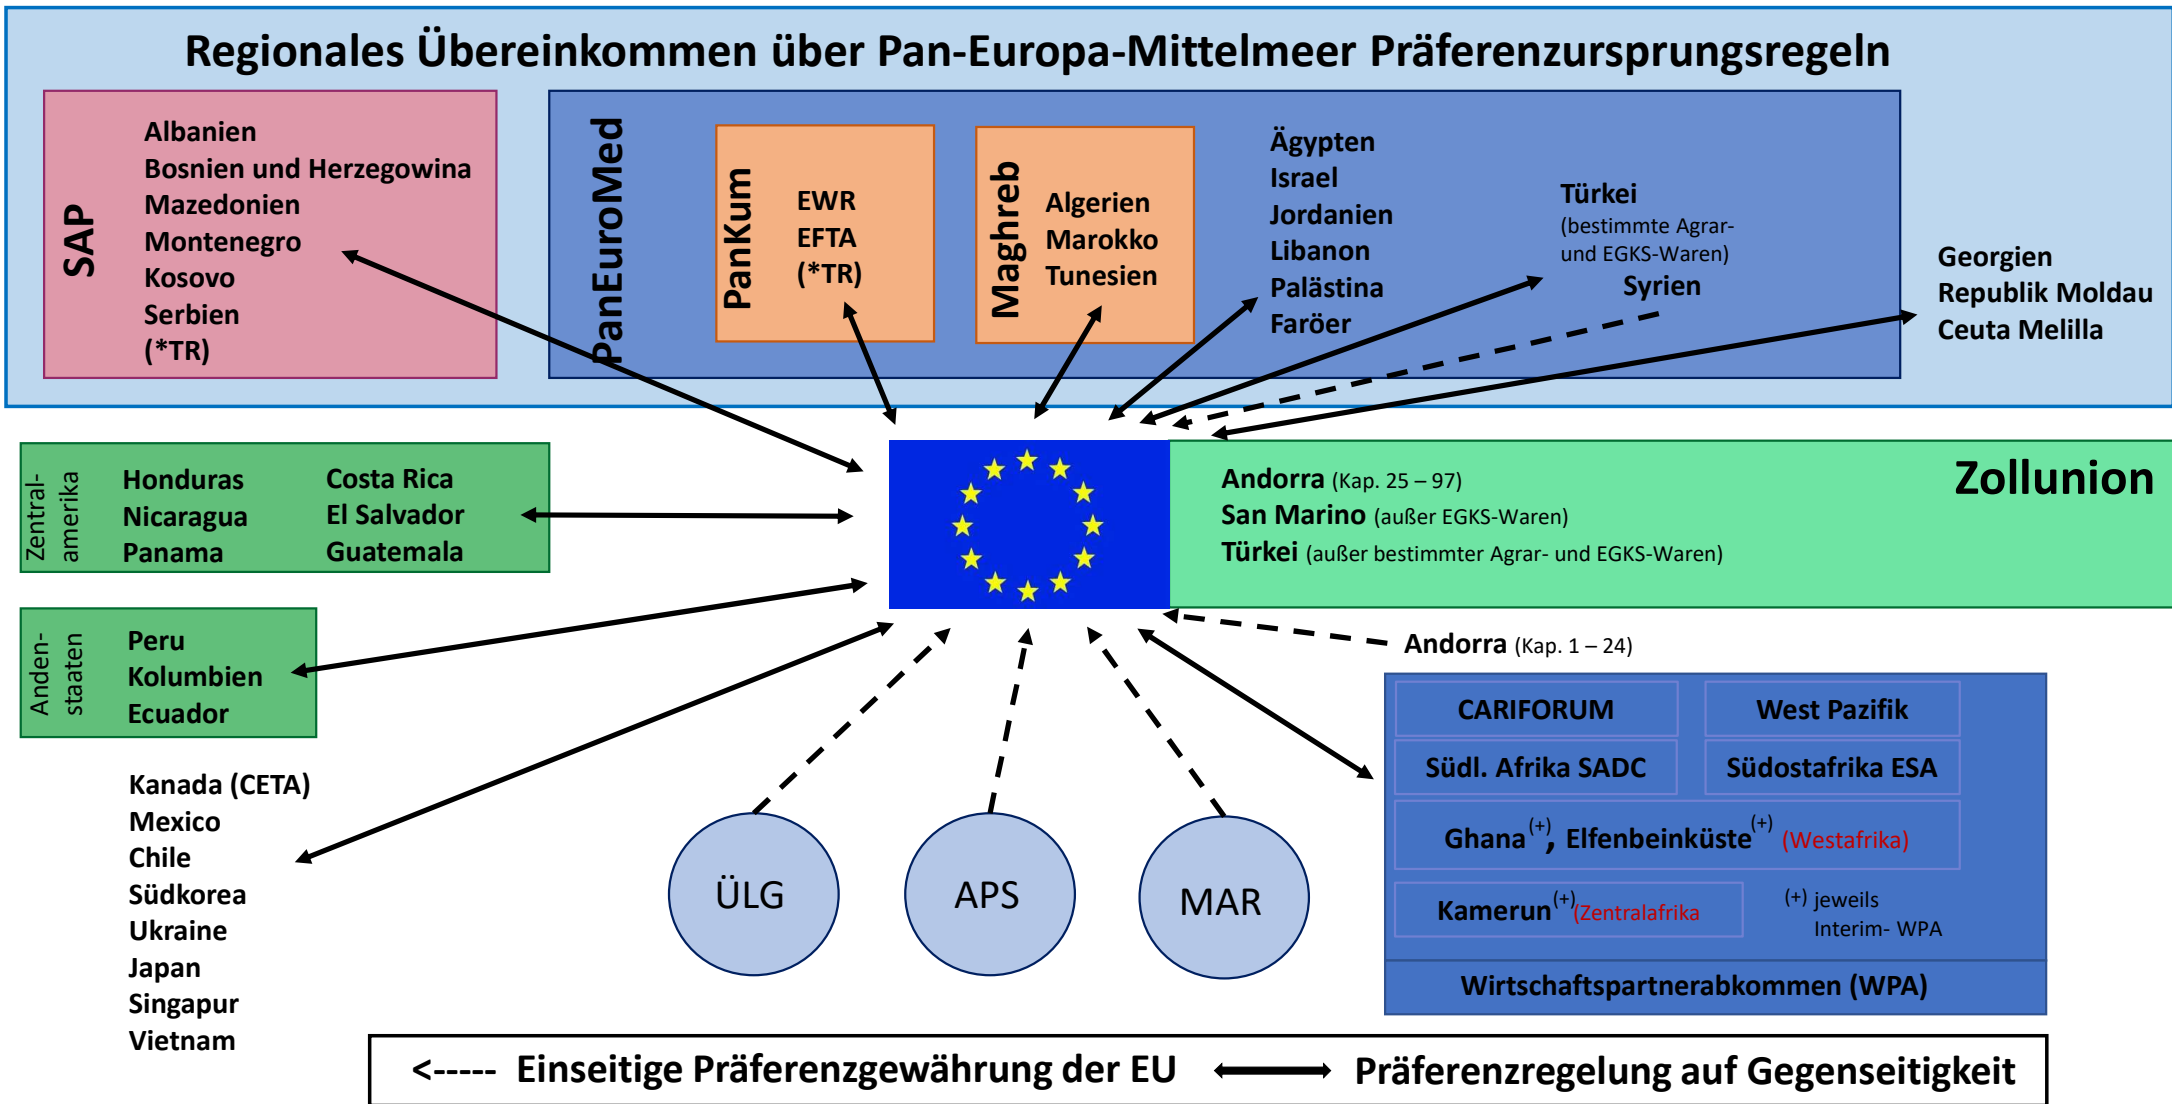 Regionales Übereinkommen über Pan-Europa-Mittelmeer Präferenzursprungsregeln
SAP
Albanien
Bosnien und Herzegowina
Mazedonien
Montenegro
Kosovo
Serbien
(*TR)
PanEuroMed
PanKum
EWR
EFTA
(*TR)
Maghreb
Algerien
Marokko
Tunesien
Ägypten
Israel
Jordanien
Libanon
Palästina
Faröer
Türkei
(bestimmte Agrar-
und EGKS-Waren)
Syrien
Georgien
Republik Moldau
Ceuta Melilla
Zentral-
amerika
Honduras
Nicaragua
Panama
Costa Rica
El Salvador
Guatemala
Zollunion
Andorra (Kap. 25 – 97)
San Marino (außer EGKS-Waren)
Türkei (außer bestimmter Agrar- und EGKS-Waren)
Anden-
staaten
Peru
Kolumbien
Ecuador
Andorra (Kap. 1 – 24)
Kanada (CETA)
Mexico
Chile
Südkorea
Ukraine
Japan
Singapur
Vietnam
ÜLG
APS
MAR
CARIFORUM
West Pazifik
Südl. Afrika SADC
Südostafrika ESA
Ghana(+), Elfenbeinküste(+) (Westafrika)
Kamerun(+)(Zentralafrika
(+) jeweils
Interim- WPA
Wirtschaftspartnerabkommen (WPA)
<----- Einseitige Präferenzgewährung der EU
Präferenzregelung auf Gegenseitigkeit